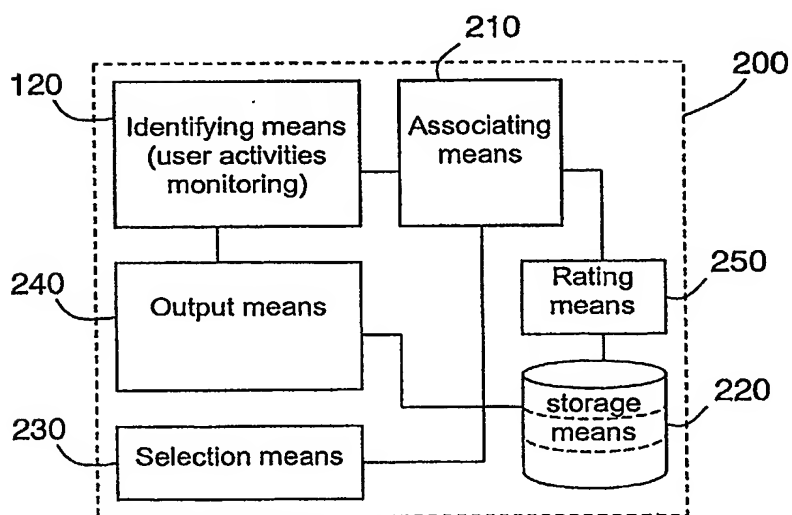 210
200
120
Identifying means
(user activities
monitoring)
Associating
means
240
Output means
Rating
means
250
storage
means
220
230
Selection means